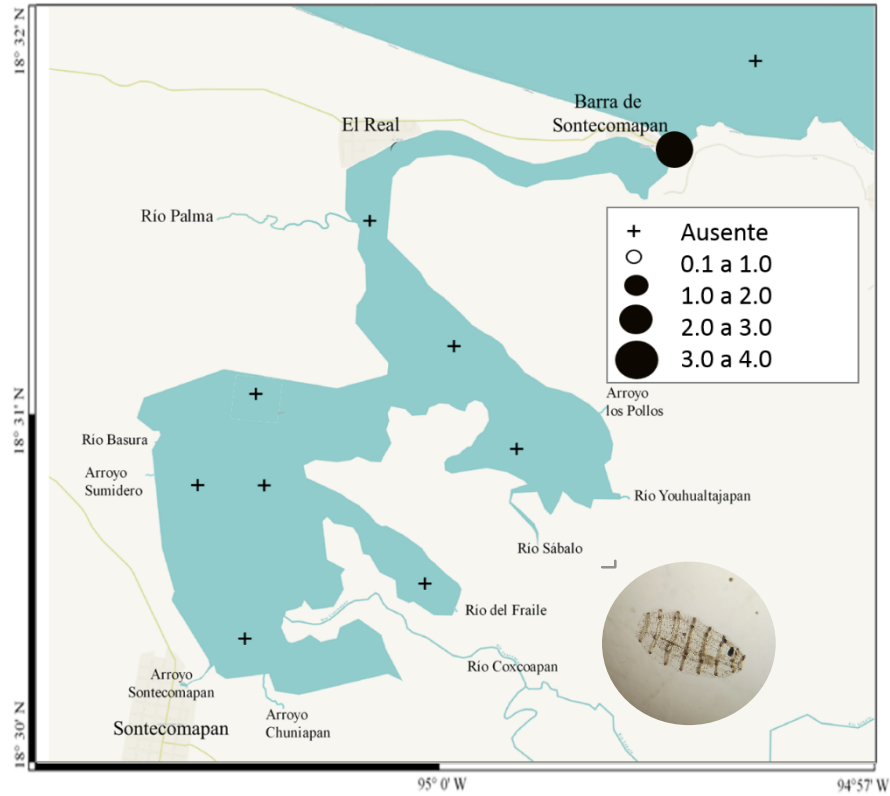 18° 32' N
Barra de
Sontecomapan
El Real
Río Palma
+ Ausente
0.1 a 1.0
1.0 a 2.0
2.0 a 3.0
3.0 a 4.0
Arroyo
los Pollos
18° 31' N
Río Basura
Arroyo
Sumidero
Río Youhualtajapan
Río Sábalo
Río del Fraile
Río Coxcoapan
Arroyo
Sontecomapan
Sontecomapan
Arroyo
Chuniapan
18° 30' N
95° 0' W
94°57' W